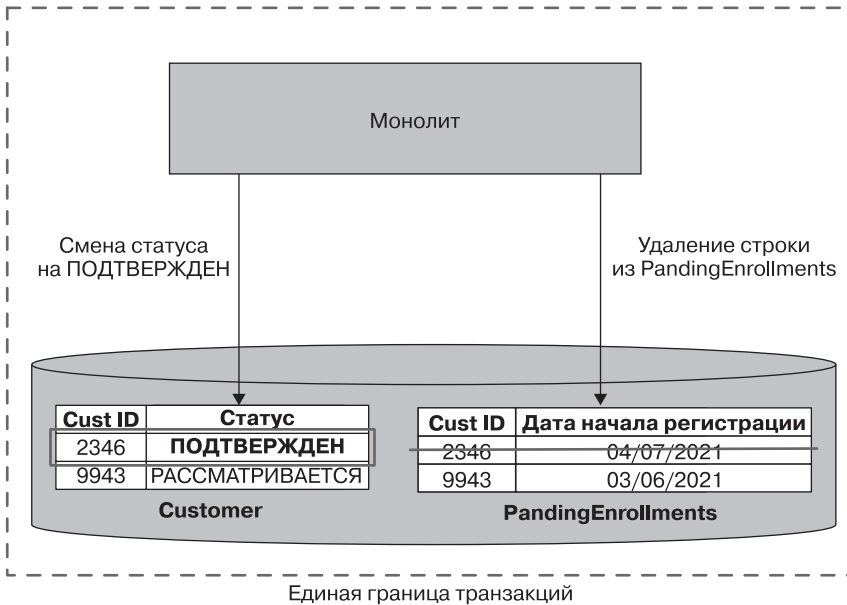 Монолит
Смена статуса
на ПОДТВЕРЖДЕН
Удаление строки
из PandingEnrollments
Cust ID Статус
2346 ПОДТВЕРЖДЕН
9943 РАССМАТРИВАЕТСЯ
Customer
Cust ID Дата начала регистрации
2346 04/07/2021
9943 03/06/2021
PandingEnrollments
Единая граница транзакций